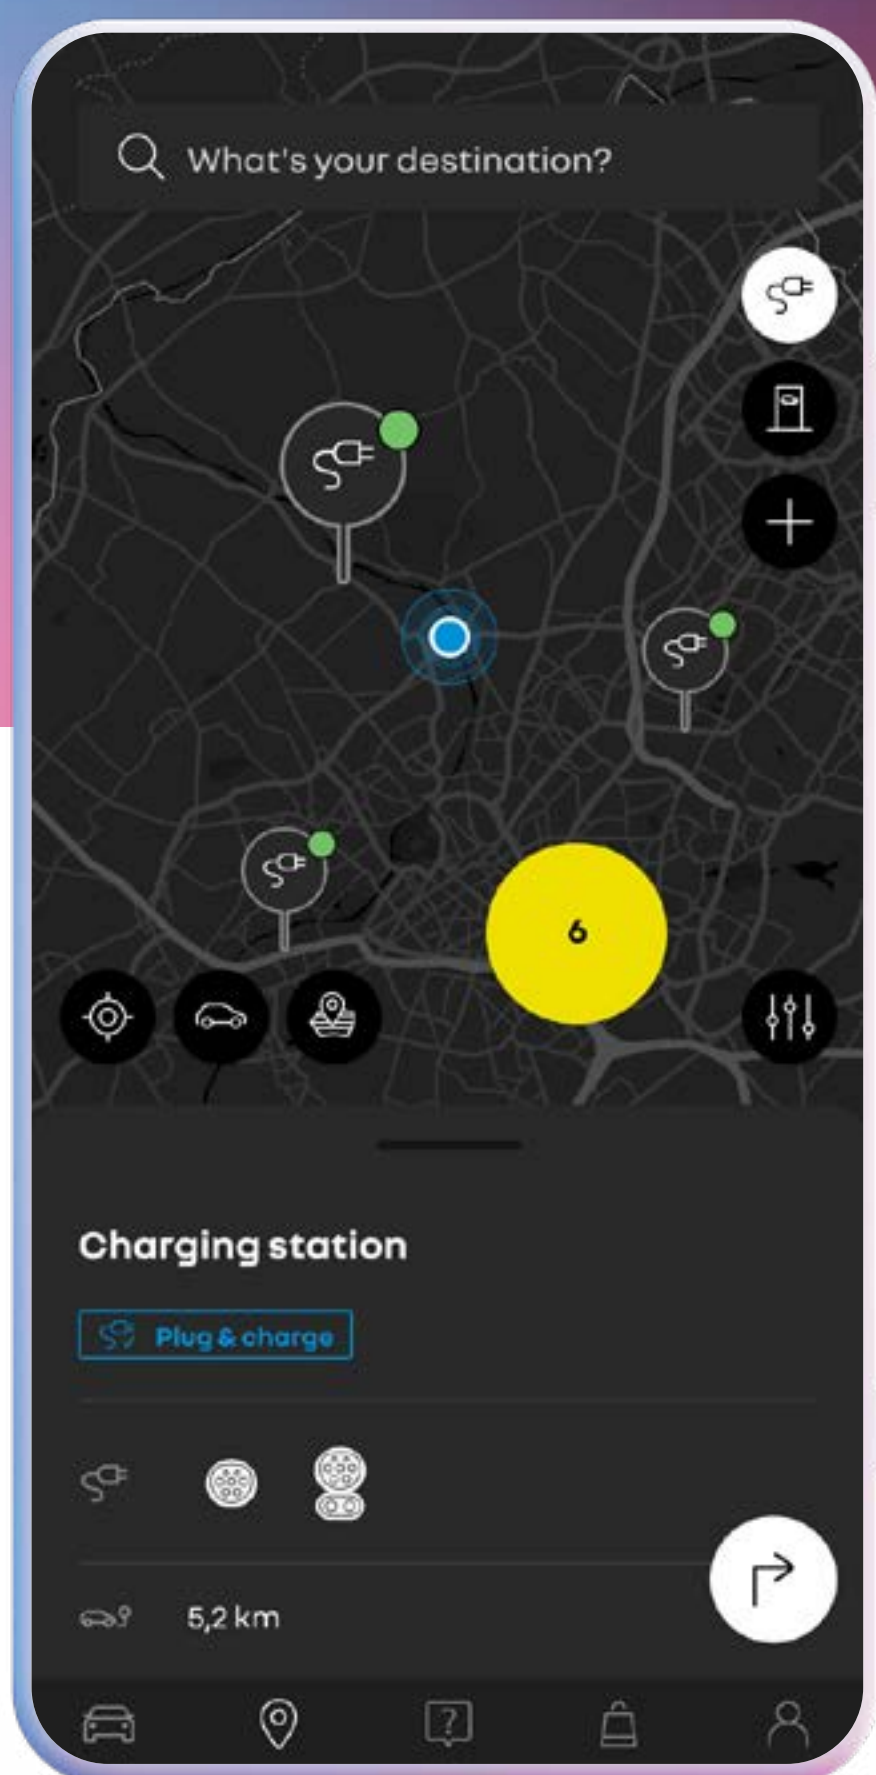 What's your destination?
6
Charging station
Plug & charge
5,2 km
?